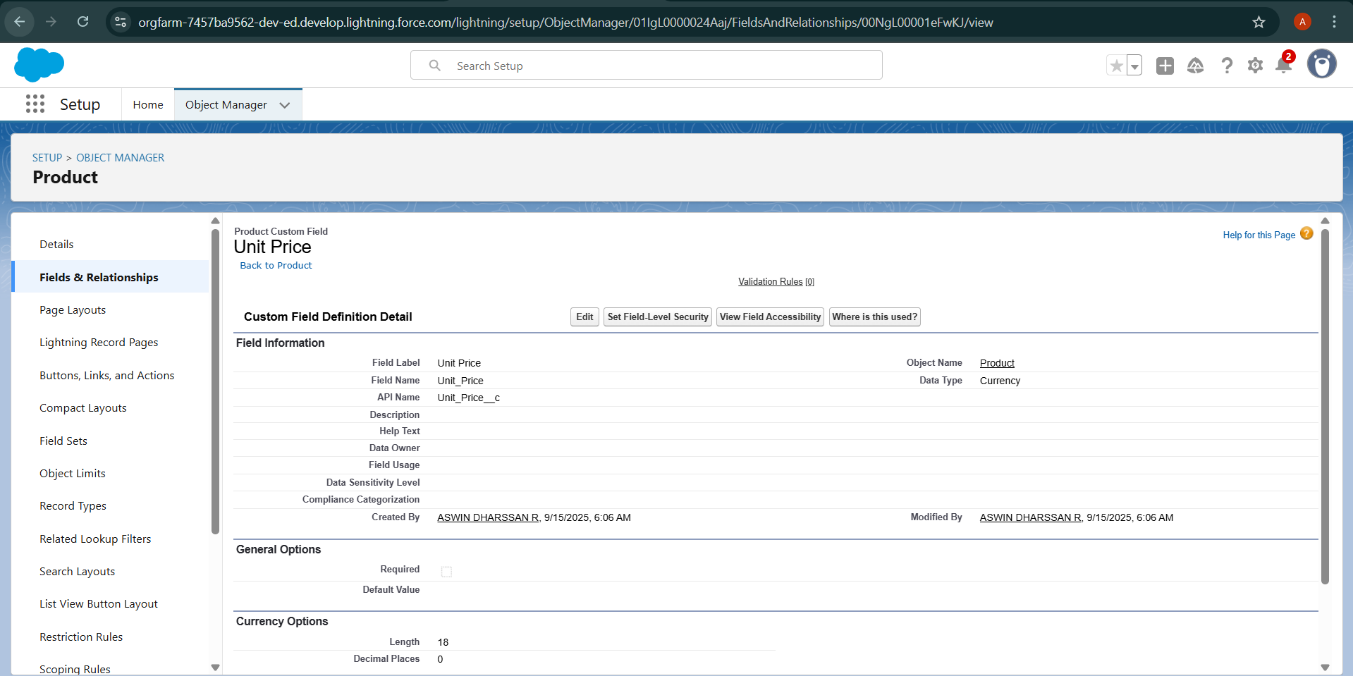 orgfarm-7457ba9562-dev-ed.develop.lightning.force.com/lightning/setup/ObjectManager/01IgL0000024Aaj/FieldsAndRelationships/00NgL00001eFwKJ/view
A
Search Setup
2
Setup
Home
Object Manager
SETUP > OBJECT MANAGER
Product
Details
Fields & Relationships
Page Layouts
Lightning Record Pages
Buttons, Links, and Actions
Compact Layouts
Field Sets
Object Limits
Record Types
Related Lookup Filters
Search Layouts
List View Button Layout
Restriction Rules
Scoping Rules
Product Custom Field
Unit Price
Back to Product
Help for this Page
Validation Rules [0]
Custom Field Definition Detail
Edit
Set Field-Level Security
View Field Accessibility
Where is this used?
Field Information
Field Label Unit Price Object Name Product
Field Name Unit_Price Data Type Currency
API Name Unit_Price__c
Description
Help Text
Data Owner
Field Usage
Data Sensitivity Level
Compliance Categorization
Created By ASWIN DHARSSAN R, 9/15/2025, 6:06 AM Modified By ASWIN DHARSSAN R, 9/15/2025, 6:06 AM
General Options
Required
Default Value
Currency Options
Length 18
Decimal Places 0